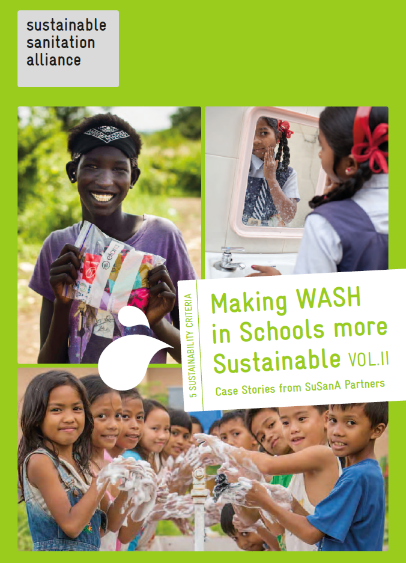 sustainable
sanitation
alliance
5 SUSTAINABILITY CRITERIA
Making WASH
in Schools more
Sustainable VOL.II
Case Stories from SuSanA Partners